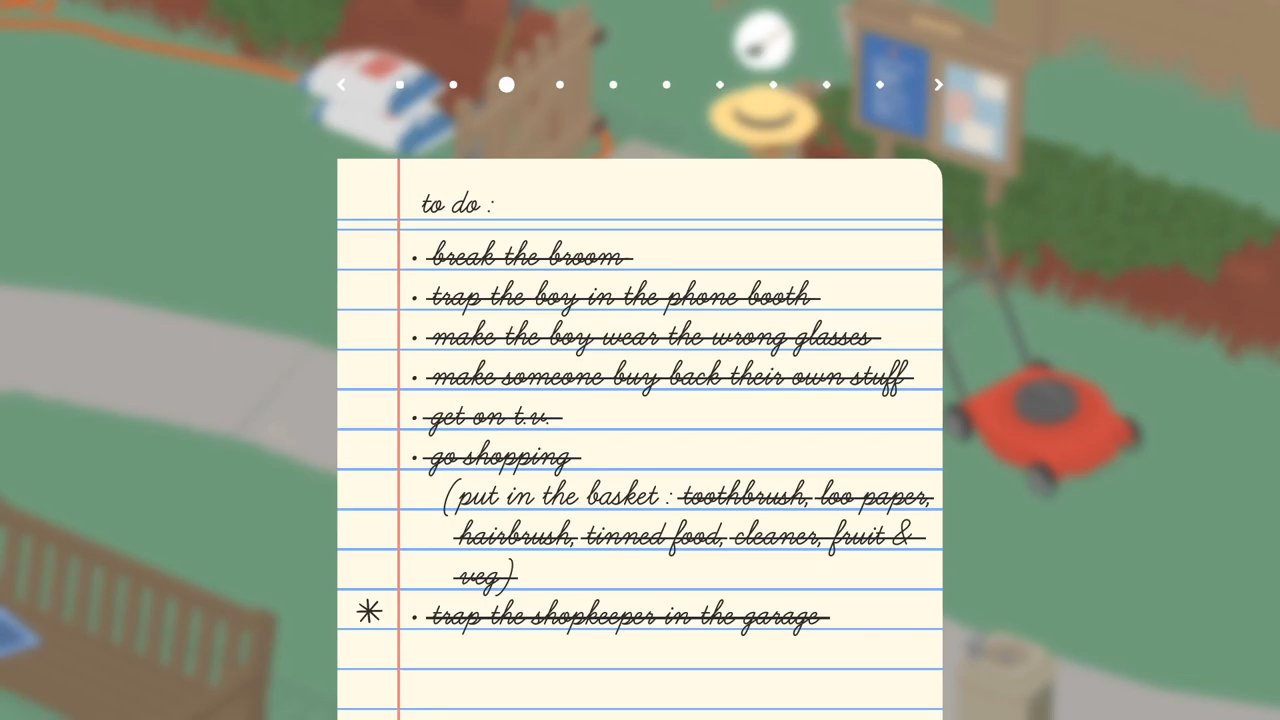 to do :
• break the broom
• trap the boy in the phone booth
• make the boy wear the wrong glasses
• make someone buy back their own stuff
• get on t.v.
• go shopping
(put in the basket : toothbrush, loo paper,
hairbrush, tinned food, cleaner, fruit &
veg)
* • trap the shopkeeper in the garage